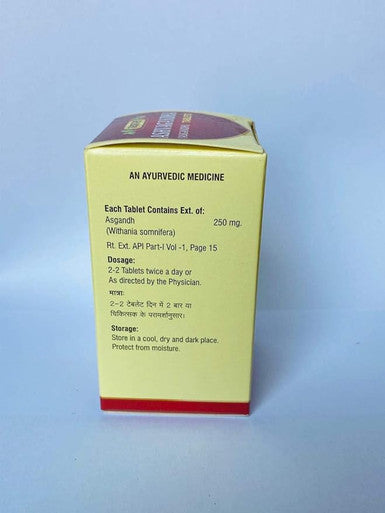 AN AYURVEDIC MEDICINE
Each Tablet Contains Ext. of:
Asgandh 250 mg.
(Withania somnifera)
Rt. Ext. API Part-I Vol -1, Page 15
Dosage:
2-2 Tablets twice a day or
As directed by the Physician.
मात्रा:
2-2 टेबलेट दिन में 2 बार या
चिकित्सक के परामर्शानुसार।
Storage:
Store in a cool, dry and dark place.
Protect from moisture.